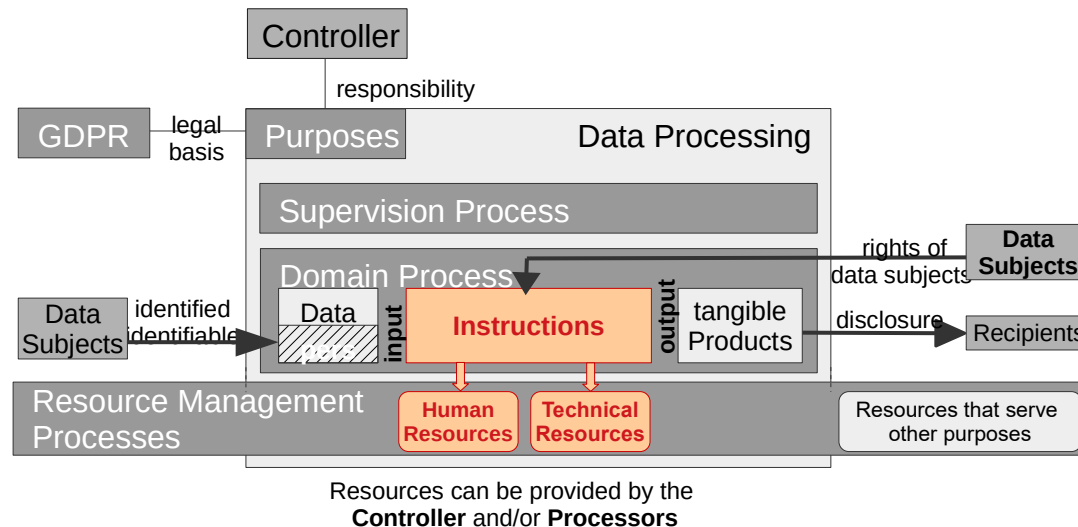 Controller
responsibility
GDPR
legal
basis
Purposes
Data Processing
Supervision Process
Domain Process
rights of
data subjects
Data
Subjects
Data
Subjects
identified
identifiable
Data
input
Instructions
output
tangible
Products
disclosure
Recipients
Resource Management
Processes
Human
Resources
Technical
Resources
Resources that serve
other purposes
Resources can be provided by the
Controller and/or Processors